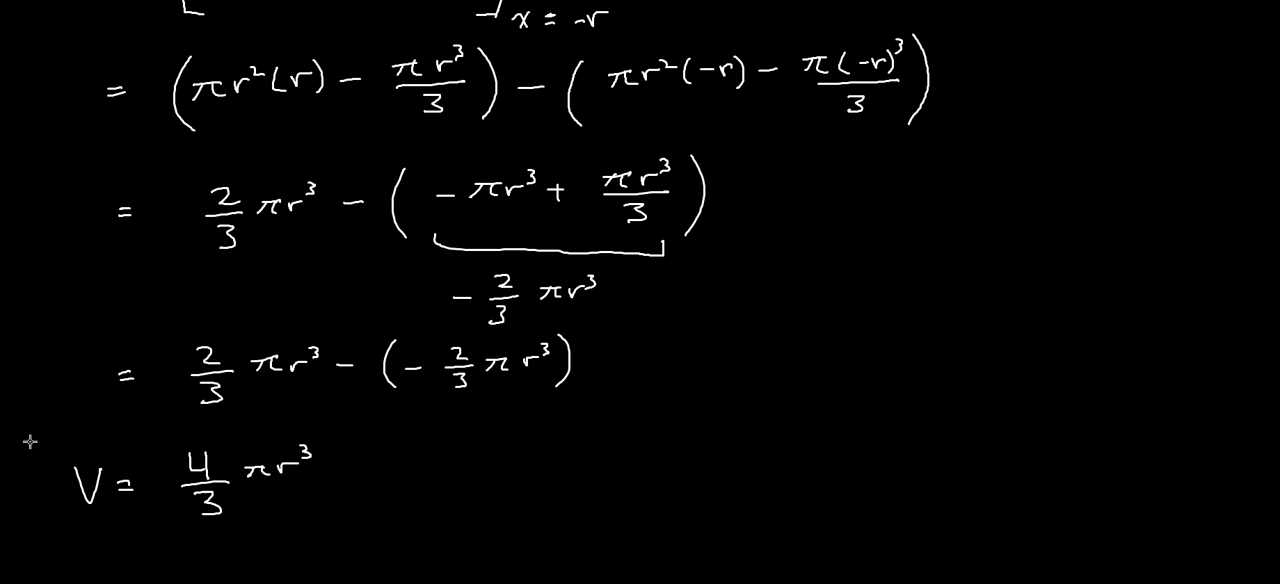 x = -r
= (πr²(r) - πr³/3) - (πr²(-r) - π(-r)³/3)
= 2/3 πr³ - (-πr³ + πr³/3)
- 2/3 πr³
= 2/3 πr³ - (- 2/3 π r³)
V = 4/3 πr³